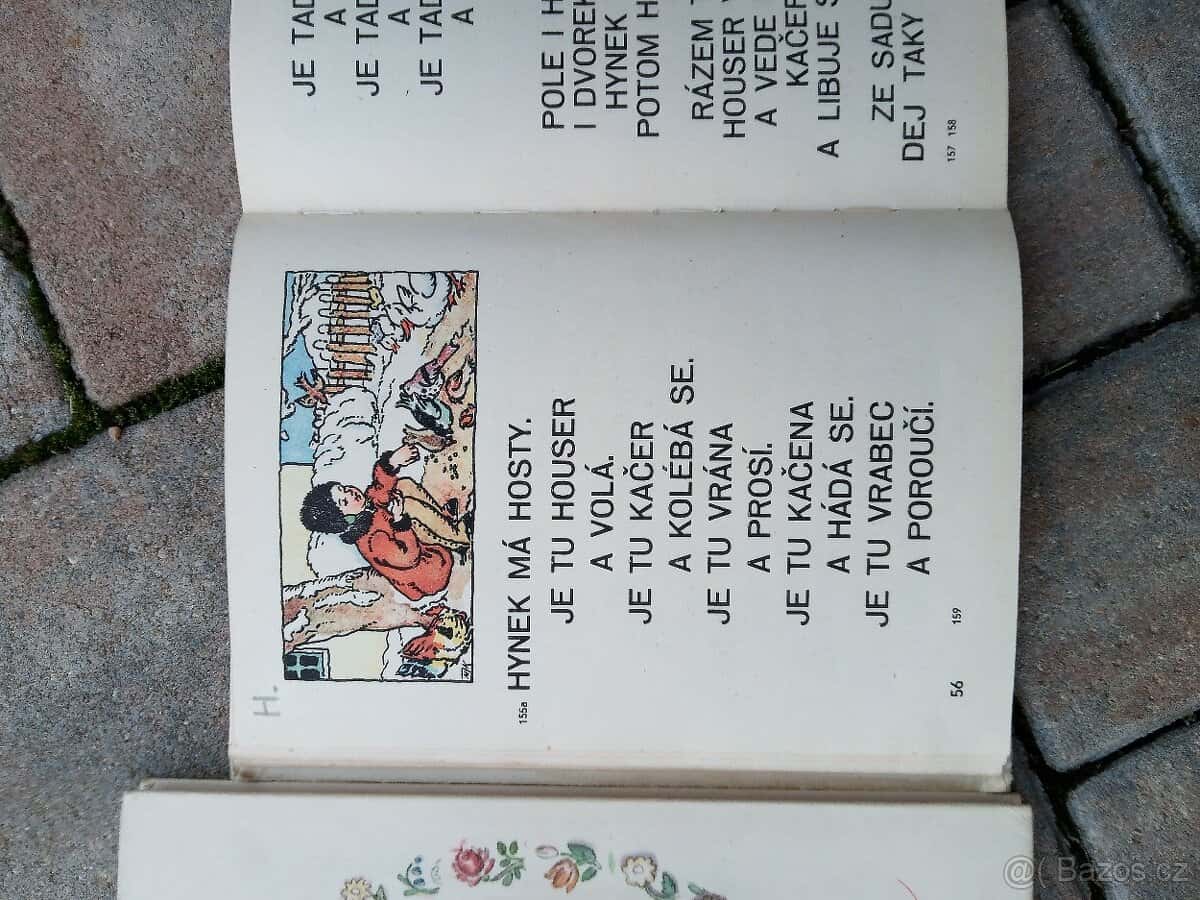 H.
155a HYNEK MÁ HOSTY.
JE TU HOUSER
A VOLÁ.
JE TU KAČER
A KOLÉBÁ SE.
JE TU VRÁNA
A PROSÍ.
JE TU KAČENA
A HÁDÁ SE.
JE TU VRABEC
A POROUČÍ.
56 159
JE TAD
A
JE TAD
A
JE TAD
A
POLE I H
I DVOREK
HYNEK
POTOM H
RÁZEM T
HOUSER V
A VEDE
KAČER
A LIBUJE S
ZE SADU
DEJ TAKY
157 158
@( Bazos.cz